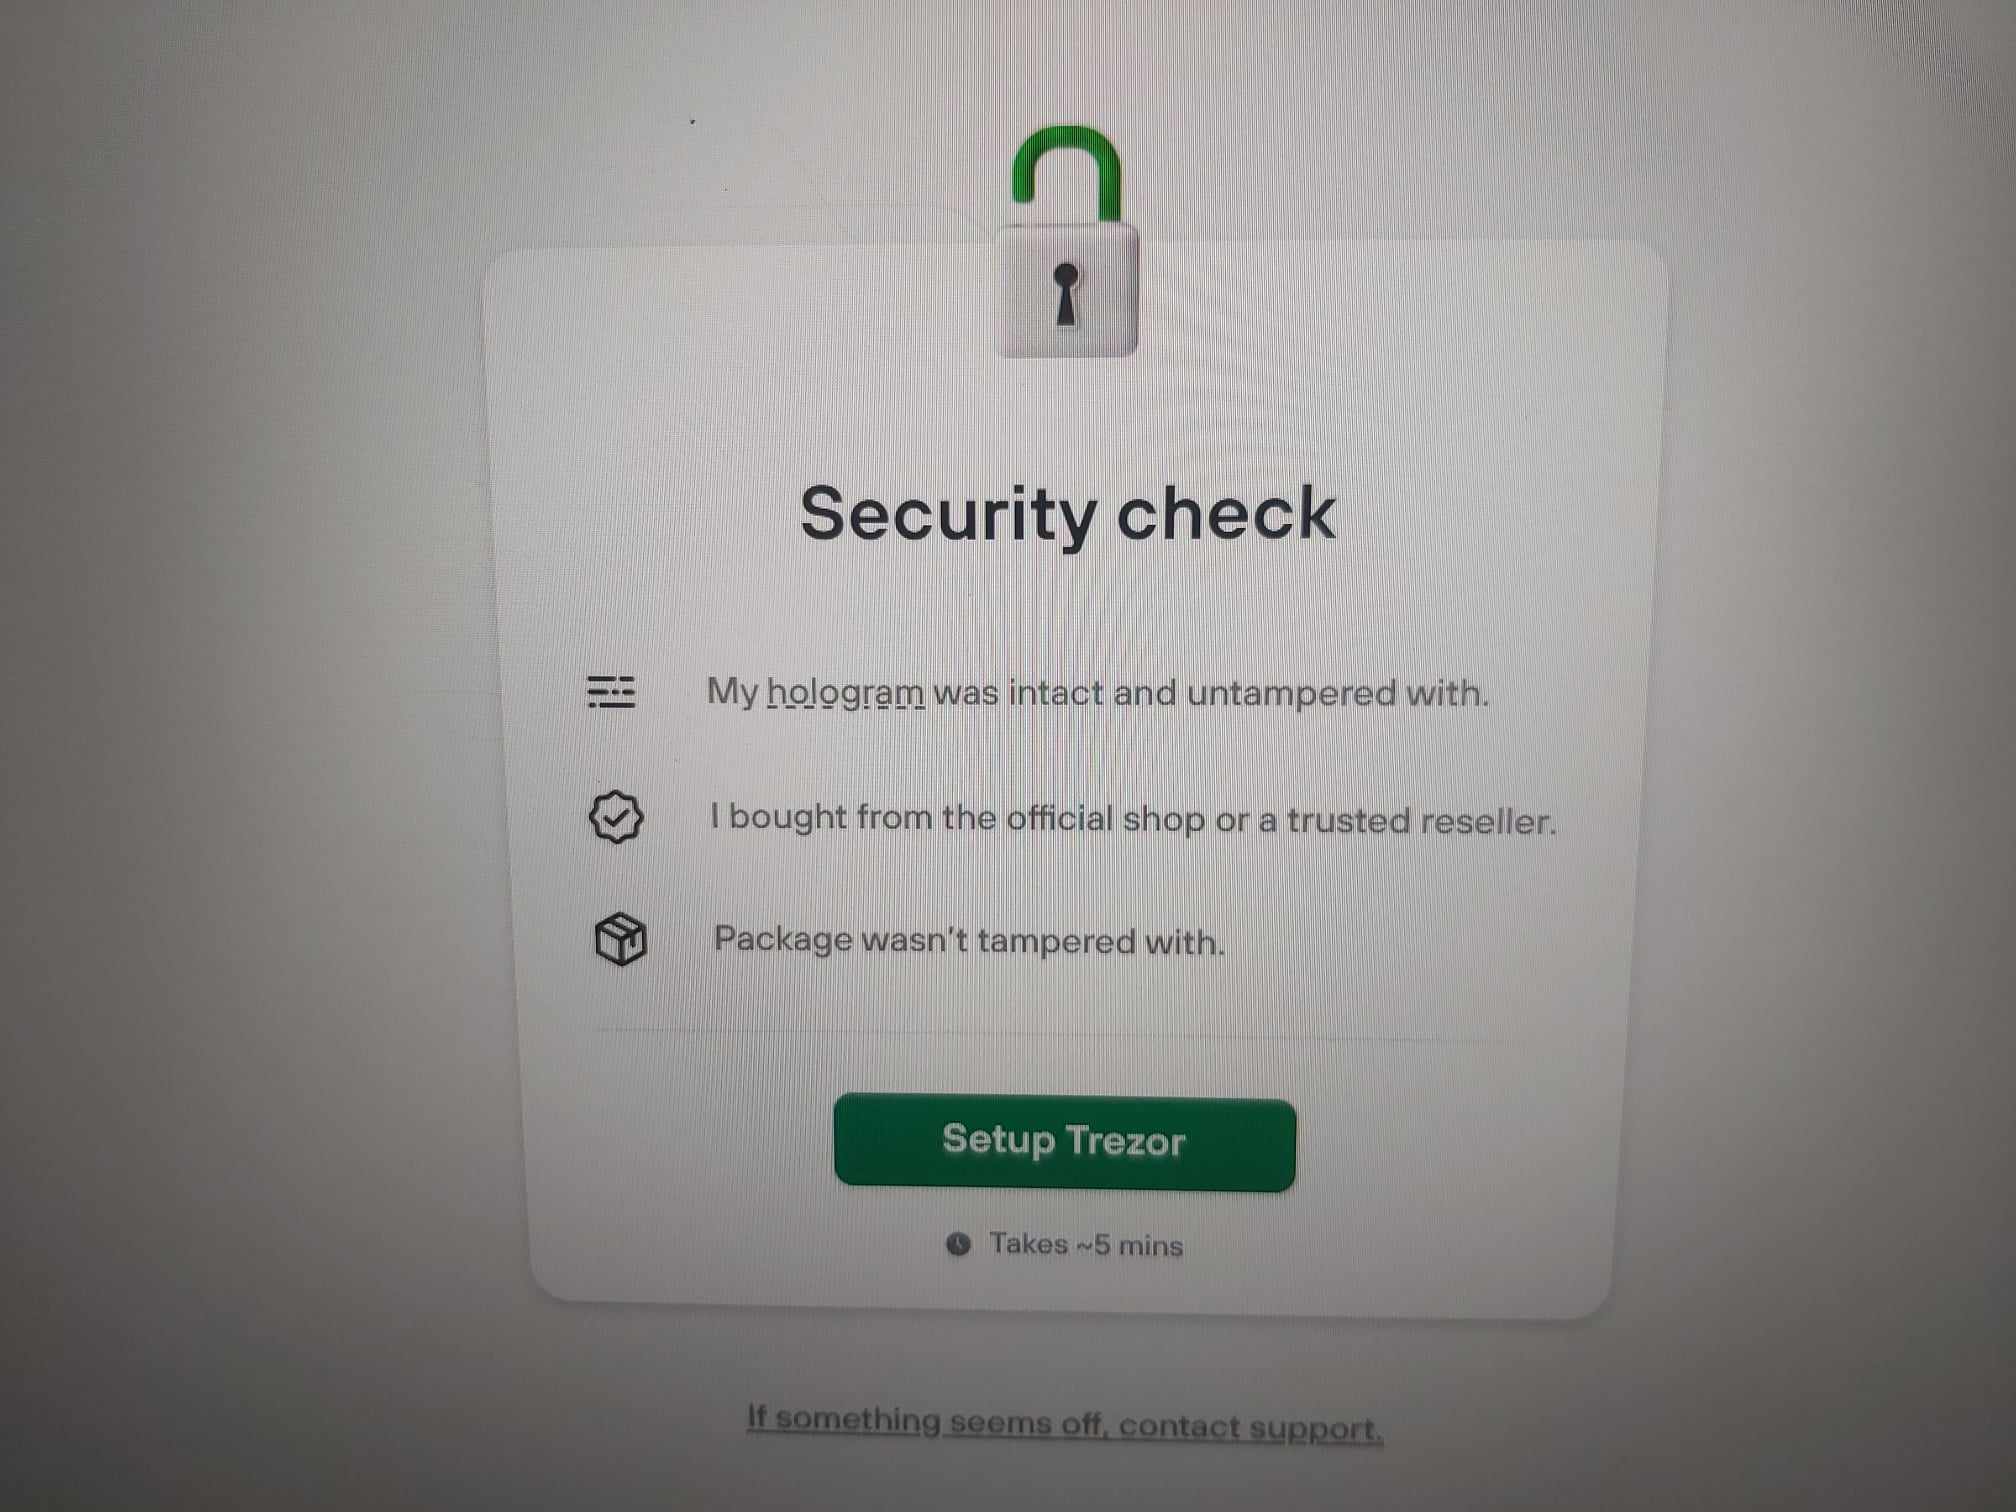 Security check
My hologram was intact and untampered with.
I bought from the official shop or a trusted reseller.
Package wasn't tampered with.
Setup Trezor
Takes ~5 mins
If something seems off, contact support.